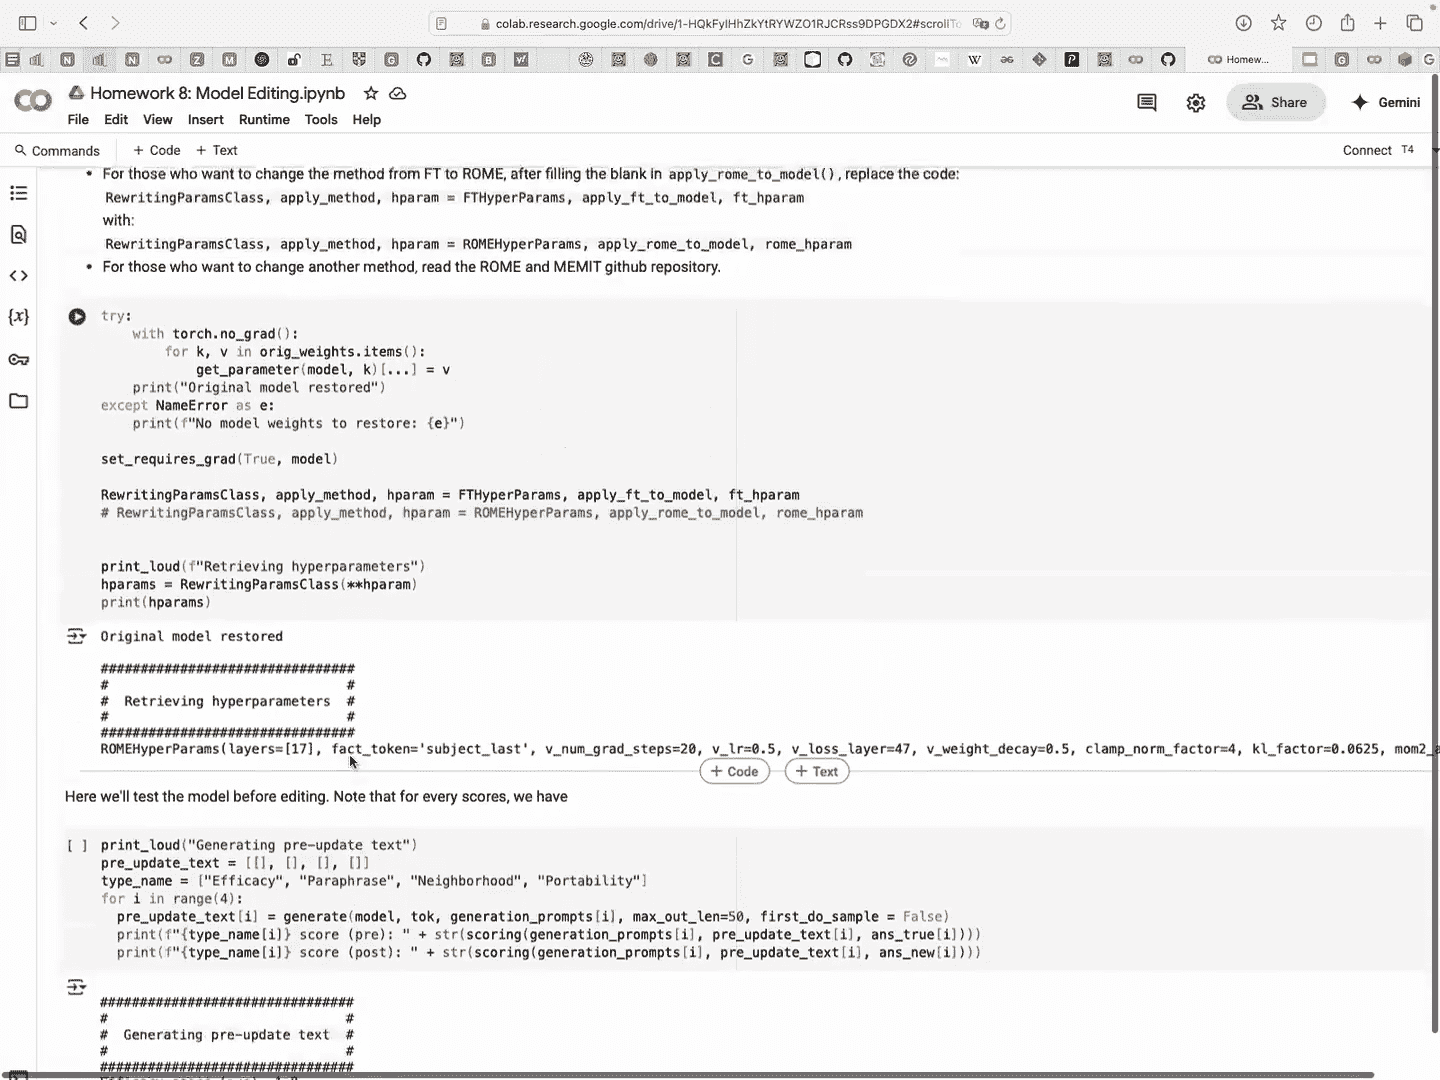 colab.research.google.com/drive/1-HQkFyIHhZkYtRYWZO1RJCRss9DPGDX2#scrollTo
Homew...
Homework 8: Model Editing.ipynb
File Edit View Insert Runtime Tools Help
Share
Gemini
Commands + Code + Text
Connect T4
• For those who want to change the method from FT to ROME, after filling the blank in apply_rome_to_model(), replace the code:
RewritingParamsClass, apply_method, hparam = FTHyperParams, apply_ft_to_model, ft_hparam
with:
RewritingParamsClass, apply_method, hparam = ROMEHyperParams, apply_rome_to_model, rome_hparam
• For those who want to change another method, read the ROME and MEMIT github repository.
try:
with torch.no_grad():
for k, v in orig_weights.items():
get_parameter(model, k)[...] = v
print("Original model restored")
except NameError as e:
print(f"No model weights to restore: {e}")
set_requires_grad(True, model)
RewritingParamsClass, apply_method, hparam = FTHyperParams, apply_ft_to_model, ft_hparam
# RewritingParamsClass, apply_method, hparam = ROMEHyperParams, apply_rome_to_model, rome_hparam
print_loud(f"Retrieving hyperparameters")
hparams = RewritingParamsClass(**hparam)
print(hparams)
Original model restored
################################
# #
# Retrieving hyperparameters #
# #
################################
ROMEHyperParams(layers=[17], fact_token='subject_last', v_num_grad_steps=20, v_lr=0.5, v_loss_layer=47, v_weight_decay=0.5, clamp_norm_factor=4, kl_factor=0.0625, mom2_a
+ Code + Text
Here we'll test the model before editing. Note that for every scores, we have
[ ] print_loud("Generating pre-update text")
pre_update_text = [[], [], [], []]
type_name = ["Efficacy", "Paraphrase", "Neighborhood", "Portability"]
for i in range(4):
pre_update_text[i] = generate(model, tok, generation_prompts[i], max_out_len=50, first_do_sample = False)
print(f"{type_name[i]} score (pre): " + str(scoring(generation_prompts[i], pre_update_text[i], ans_true[i])))
print(f"{type_name[i]} score (post): " + str(scoring(generation_prompts[i], pre_update_text[i], ans_new[i])))
################################
# #
# Generating pre-update text #
# #
################################